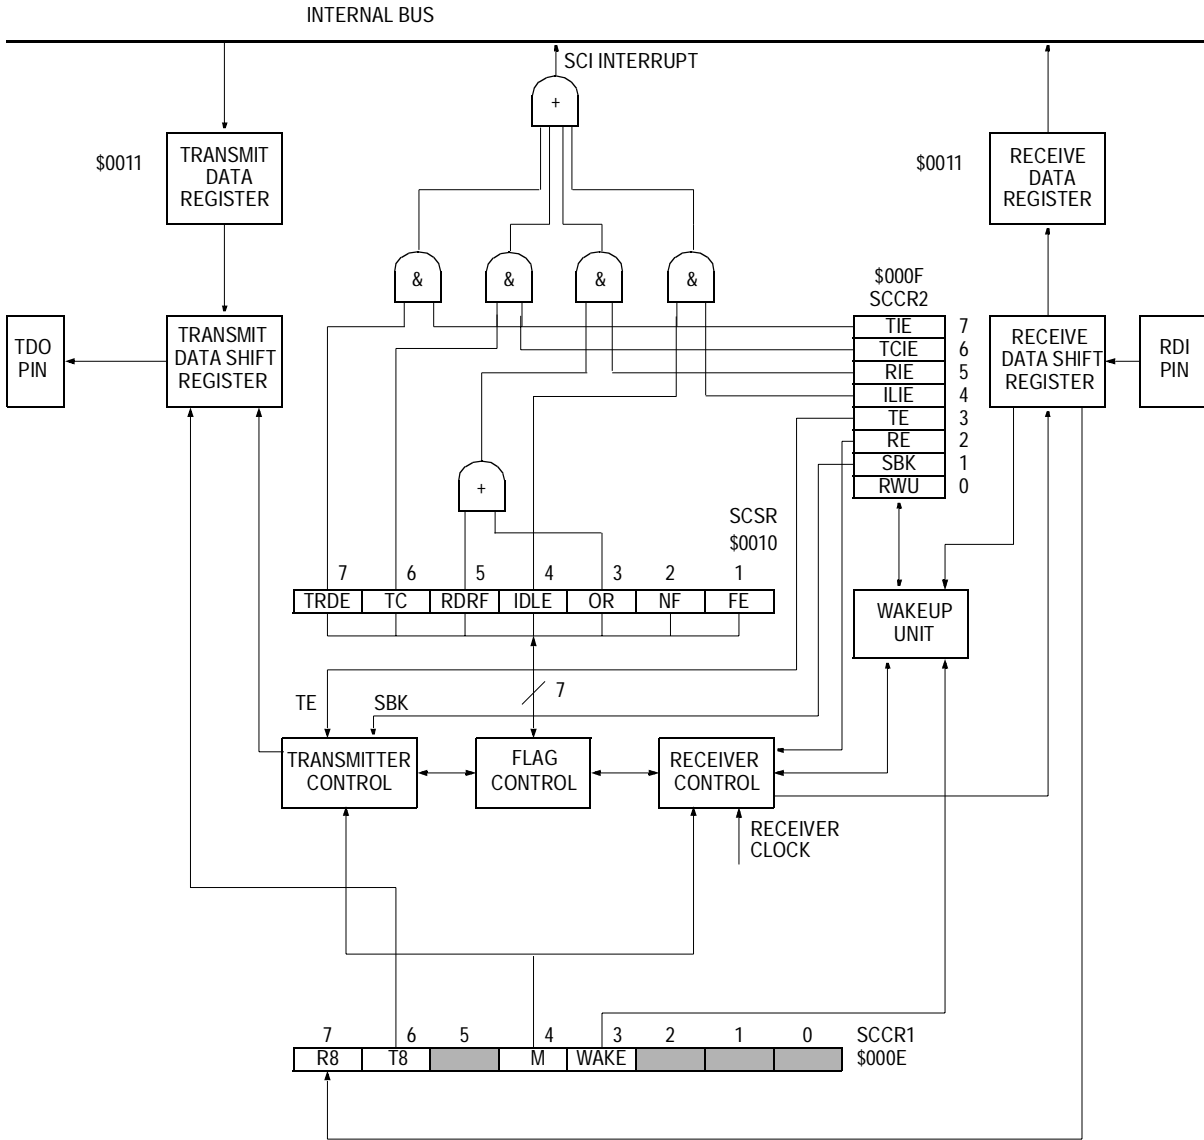 INTERNAL BUS
SCI INTERRUPT
+
$0011
TRANSMIT
DATA
REGISTER
$0011
RECEIVE
DATA
REGISTER
& & & &
$000F
SCCR2
TDO
PIN
TRANSMIT
DATA SHIFT
REGISTER
TIE 7
TCIE 6
RIE 5
ILIE 4
TE 3
RE 2
SBK 1
RWU 0
RECEIVE
DATA SHIFT
REGISTER
RDI
PIN
+
SCSR
$0010
7 6 5 4 3 2 1
TRDE TC RDRF IDLE OR NF FE
WAKEUP
UNIT
7
TE SBK
TRANSMITTER
CONTROL
FLAG
CONTROL
RECEIVER
CONTROL
RECEIVER
CLOCK
7 6 5 4 3 2 1 0 SCCR1
R8 T8 M WAKE $000E